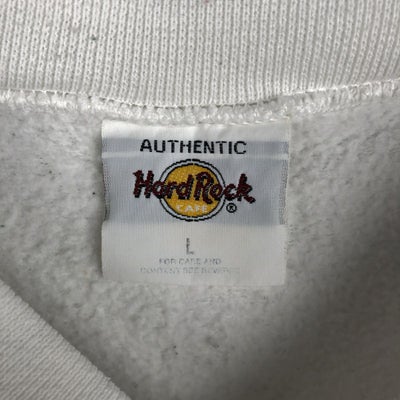 AUTHENTIC
Hard Rock
CAFE
®
L
FOR CARE AND
CONTENT SEE REVERSE